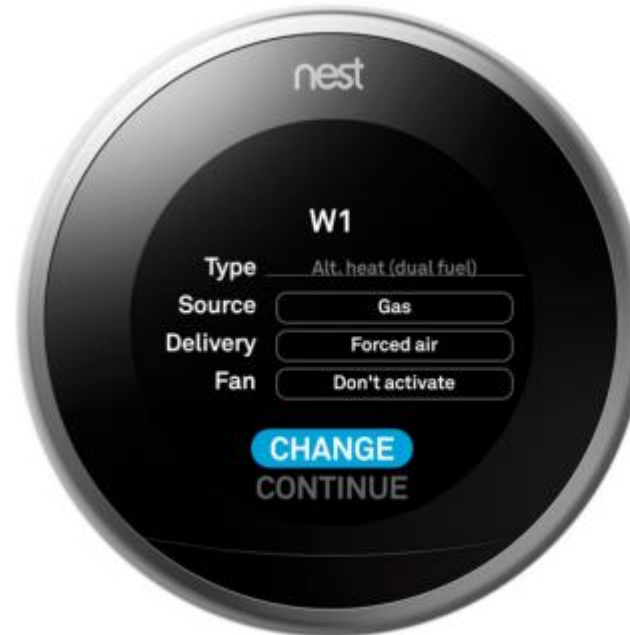 nest
W1
Type Alt. heat (dual fuel)
Source Gas
Delivery Forced air
Fan Don't activate
CHANGE
CONTINUE